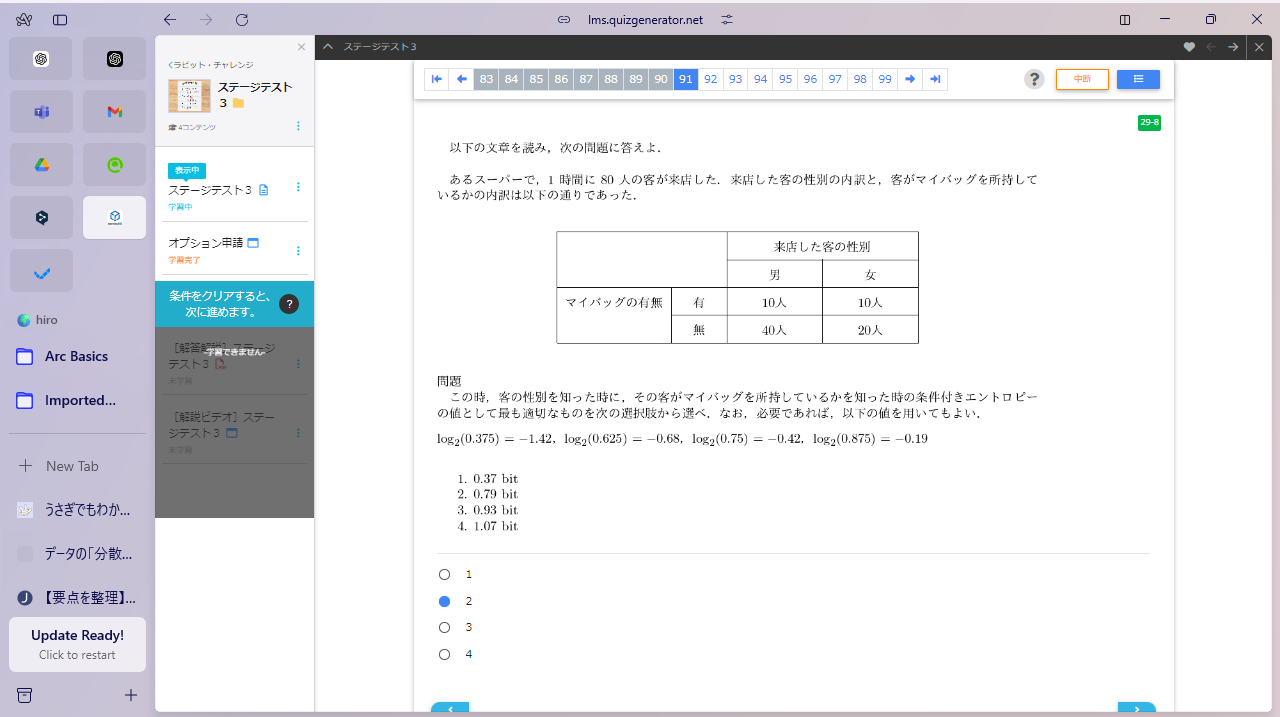 lms.quizgenerator.net
hiro
Arc Basics
Imported...
New Tab
うさぎでもわか...
データの「分散...
【要点を整理】...
Update Ready!
Click to restart
ラビット・チャレンジ
ステージテスト
3
4コンテンツ
表示中
ステージテスト3
学習中
オプション申請
学習完了
条件をクリアすると、
次に進めます。
?
［解答解説］ステージ
-学習できません-
テスト3
未学習
［解説ビデオ］ステー
ジテスト3
未学習
ステージテスト3
83 84 85 86 87 88 89 90 91 92 93 94 95 96 97 98 99
?
中断
29-8
以下の文章を読み，次の問題に答えよ．
あるスーパーで，1 時間に 80 人の客が来店した．来店した客の性別の内訳と，客がマイバッグを所持して
いるかの内訳は以下の通りであった．
来店した客の性別
男 女
マイバッグの有無 有 10人 10人
無 40人 20人
問題
この時，客の性別を知った時に，その客がマイバッグを所持しているかを知った時の条件付きエントロピー
の値として最も適切なものを次の選択肢から選べ．なお，必要であれば，以下の値を用いてもよい．
log₂(0.375) = −1.42, log₂(0.625) = −0.68, log₂(0.75) = −0.42, log₂(0.875) = −0.19
1. 0.37 bit
2. 0.79 bit
3. 0.93 bit
4. 1.07 bit
1
2
3
4